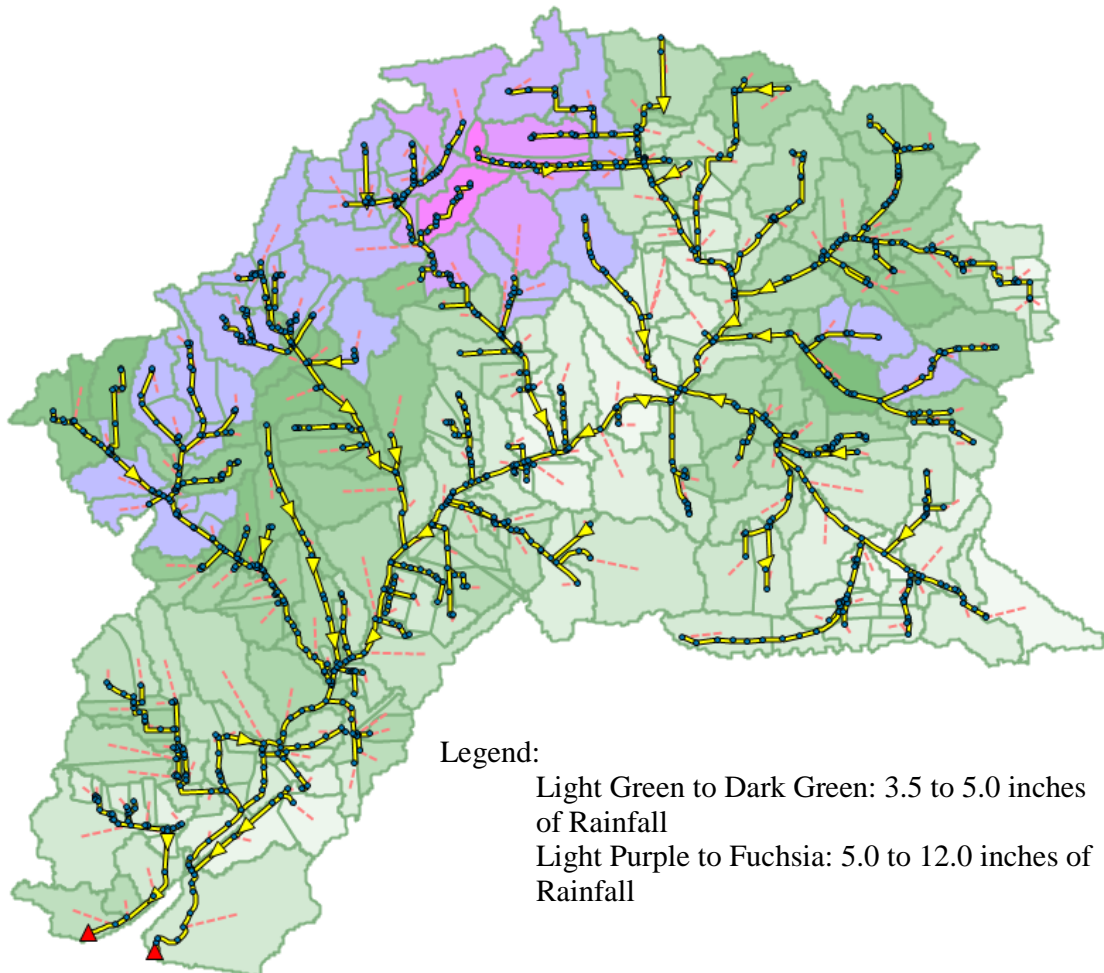 Legend:
Light Green to Dark Green: 3.5 to 5.0 inches
of Rainfall
Light Purple to Fuchsia: 5.0 to 12.0 inches of
Rainfall